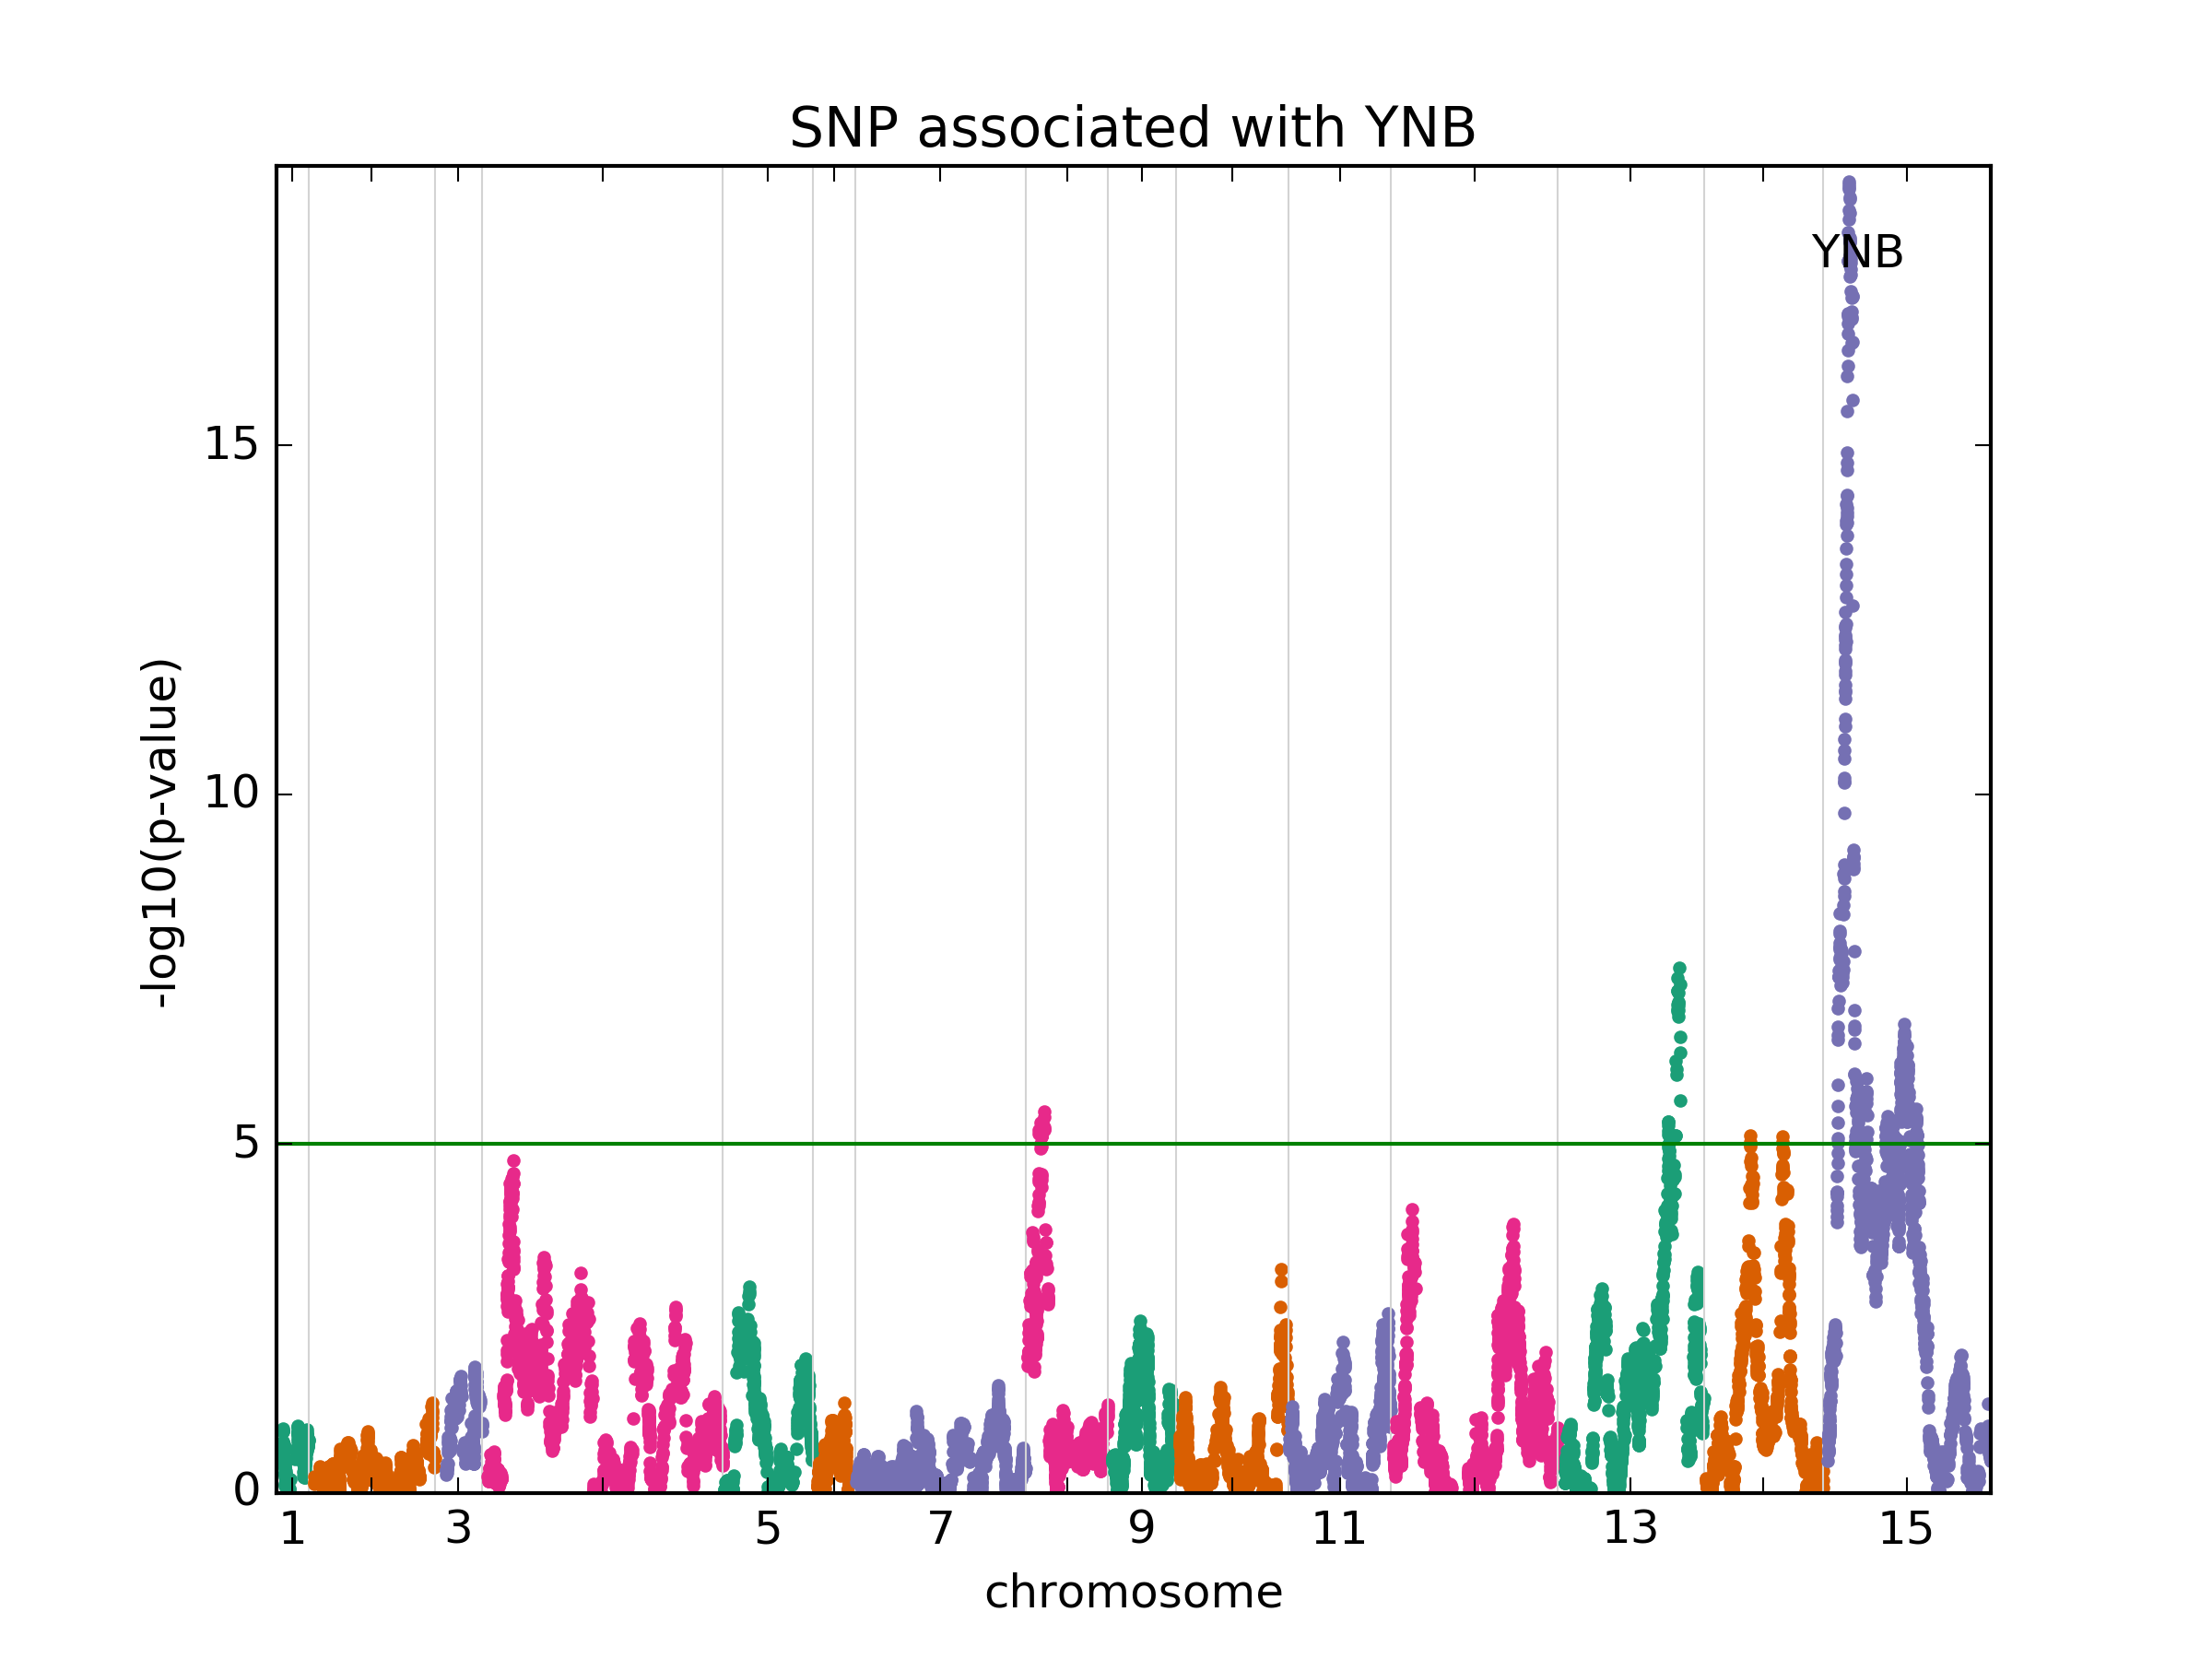 SNP associated with YNB
YNB
15
10
5
0
-log10(p-value)
1 3 5 7 9 11 13 15
chromosome